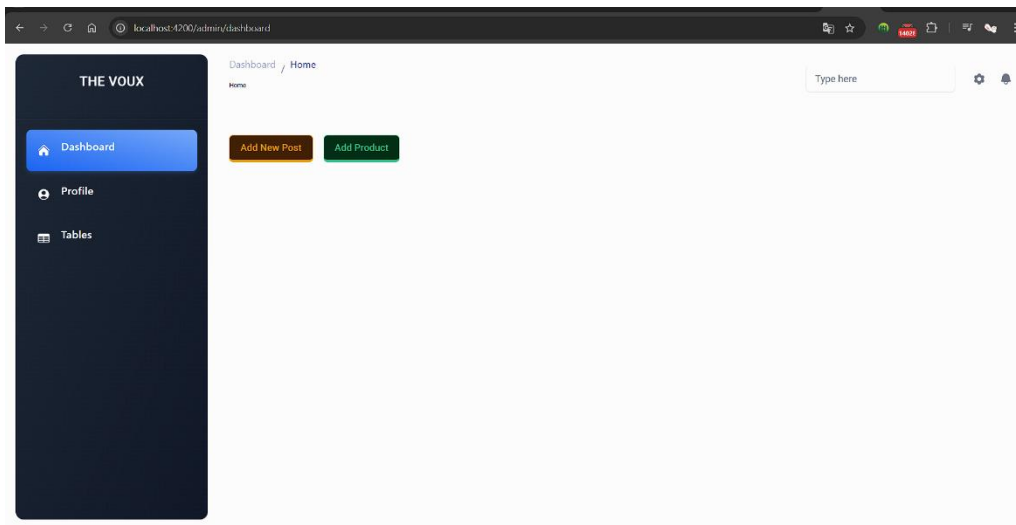 localhost:4200/admin/dashboard
14028
THE VOUX
Dashboard / Home
Home
Type here
Add New Post
Add Product
Dashboard
Profile
Tables